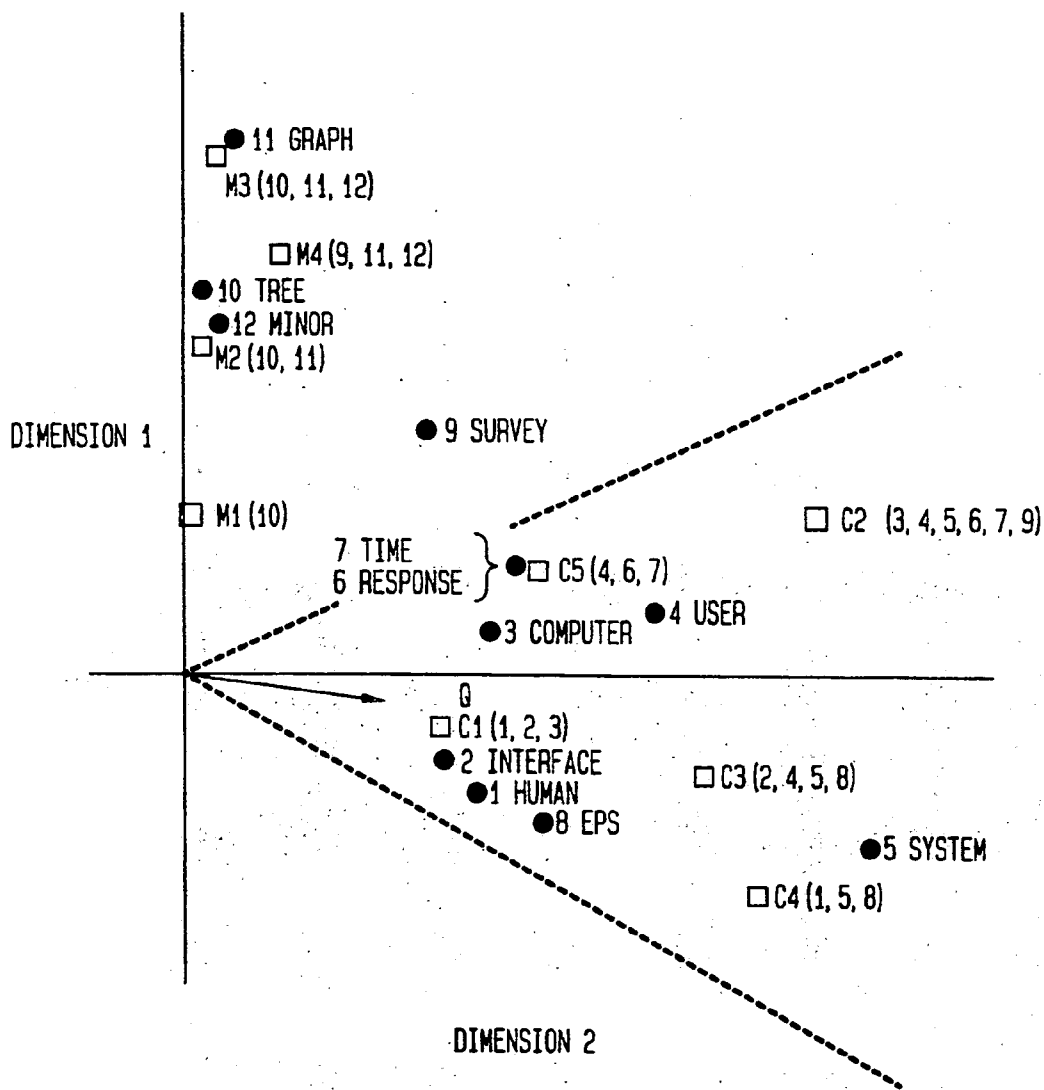 11 GRAPH
M3 (10, 11, 12)
M4 (9, 11, 12)
10 TREE
12 MINOR
M2 (10, 11)
DIMENSION 1
9 SURVEY
M1 (10)
C2 (3, 4, 5, 6, 7, 9)
7 TIME
6 RESPONSE
C5 (4, 6, 7)
4 USER
3 COMPUTER
Q
C1 (1, 2, 3)
2 INTERFACE
C3 (2, 4, 5, 8)
1 HUMAN
8 EPS
5 SYSTEM
C4 (1, 5, 8)
DIMENSION 2